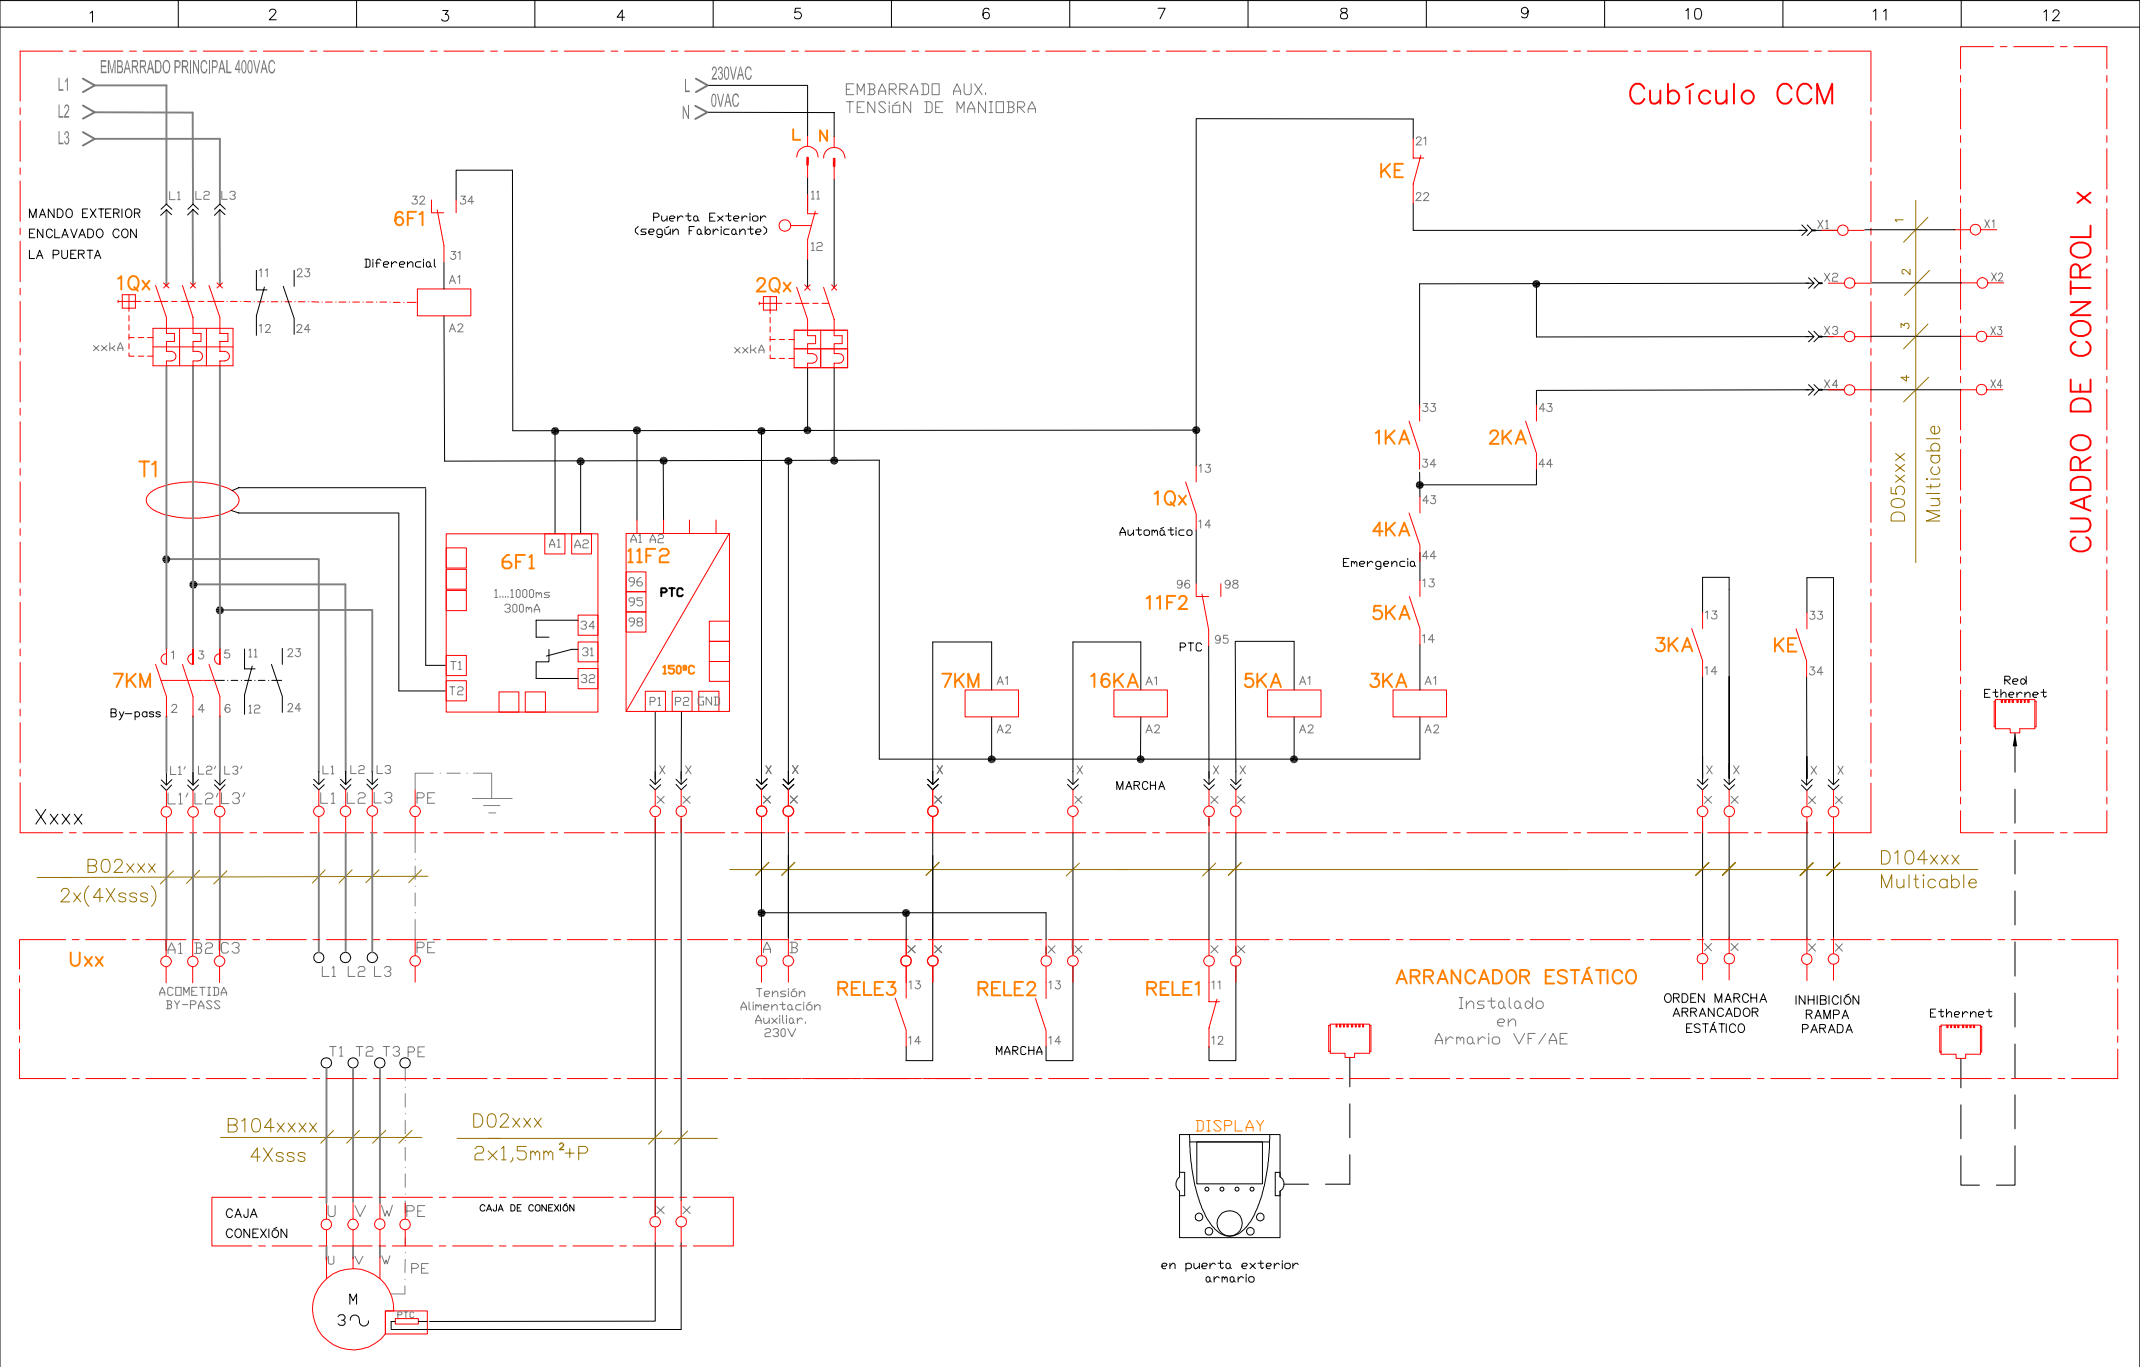 1 2 3 4 5 6 7 8 9 10 11 12
EMBARRADO PRINCIPAL 400VAC
L1
L2
L3
L1 L2 L3
MANDO EXTERIOR
ENCLAVADO CON
LA PUERTA
1Qx
xxkA
11 23
12 24
32 34
6F1
31
Diferencial
A1
A2
L 230VAC
N 0VAC
EMBARRADO AUX.
TENSIóN DE MANIOBRA
L N
11
Puerta Exterior
(según Fabricante)
12
2Qx
xxkA
Cubículo CCM
21
KE
22
X1 1 X1
X2 2 X2
X3 3 X3
X4 4 X4
D05xxx
Multicable
CUADRO DE CONTROL x
33
1KA
34
43
2KA
44
43
4KA
44
Emergencia
13
5KA
14
3KA A1
A2
13
1Qx
14
Automático
96 98
11F2
95
PTC
T1
A1 A2
6F1
1....1000ms
300mA
34
31
32
T1
T2
A1 A2
11F2
96
95
98
PTC
150ºC
P1 P2 GND
7KM A1
A2
16KA A1
A2
5KA A1
A2
MARCHA
1 3 5
7KM
2 4 6
By-pass
11 23
12 24
13
3KA
14
33
KE
34
Red
Ethernet
L1' L2' L3' L1 L2 L3
X X X X X X X X X X X X
L1' L2' L3' L1 L2 L3 PE
X X X X X X X X X X X X
Xxxx
B02xxx
2x(4Xsss)
D104xxx
Multicable
Uxx
A1 B2 C3
L1 L2 L3
PE
ACOMETIDA
BY-PASS
A B
Tensión
Alimentación
Auxiliar.
230V
X X X X X X X X X X
RELE3 13
14
RELE2 13
14
MARCHA
RELE1 11
12
ARRANCADOR ESTÁTICO
Instalado
en
Armario VF/AE
ORDEN MARCHA
ARRANCADOR
ESTÁTICO
INHIBICIÓN
RAMPA
PARADA
Ethernet
T1 T2 T3 PE
B104xxxx
4Xsss
D02xxx
2x1,5mm²+P
DISPLAY
en puerta exterior
armario
CAJA
CONEXIÓN
U V W PE
CAJA DE CONEXIÓN
X X
U V W PE
M
3
PTC